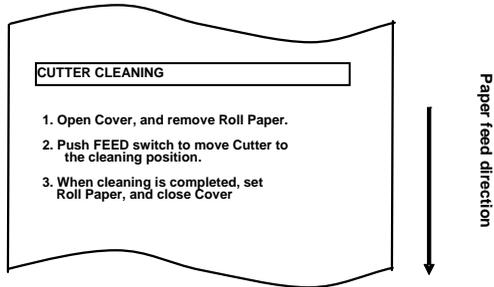 CUTTER CLEANING
1. Open Cover, and remove Roll Paper.
2. Push FEED switch to move Cutter to
the cleaning position.
3. When cleaning is completed, set
Roll Paper, and close Cover
Paper feed direction